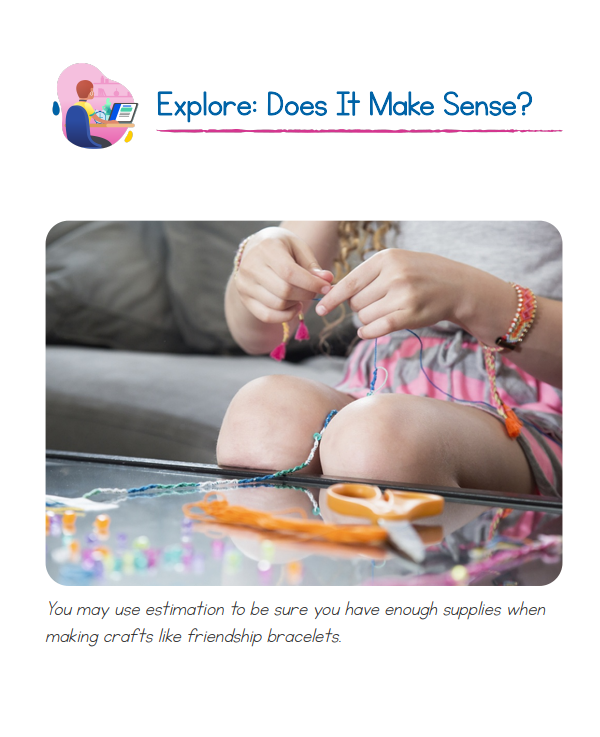 Explore: Does It Make Sense?
You may use estimation to be sure you have enough supplies when
making crafts like friendship bracelets.